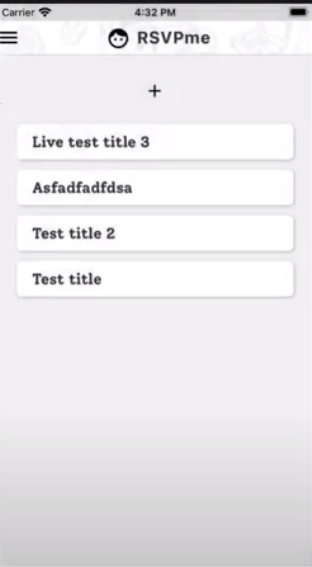 Carrier 4:32 PM
RSVPme
+
Live test title 3
Asfadfadfdsa
Test title 2
Test title